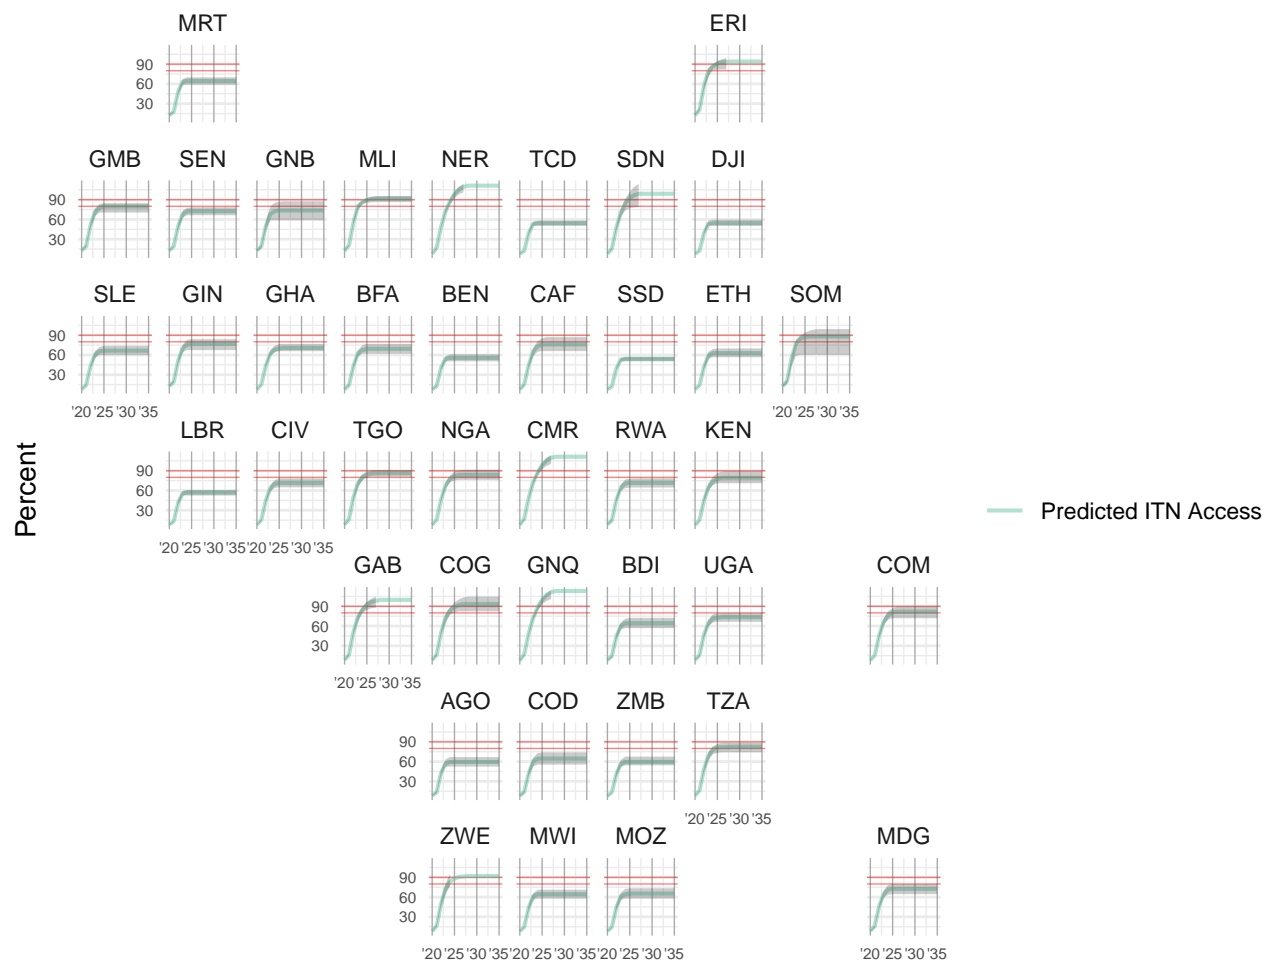 MRT ERI
90
60
30
GMB SEN GNB MLI NER TCD SDN DJI
90
60
30
SLE GIN GHA BFA BEN CAF SSD ETH SOM
90
60
30
'20 '25 '30 '35 '20 '25 '30 '35
LBR CIV TGO NGA CMR RWA KEN
90
60
30
'20 '25 '30 '35 '20 '25 '30 '35
Percent
Predicted ITN Access
GAB COG GNQ BDI UGA COM
90
60
30
'20 '25 '30 '35 '20 '25 '30 '35
AGO COD ZMB TZA
90
60
30
'20 '25 '30 '35
ZWE MWI MOZ MDG
90
60
30
'20 '25 '30 '35 '20 '25 '30 '35 '20 '25 '30 '35 '20 '25 '30 '35